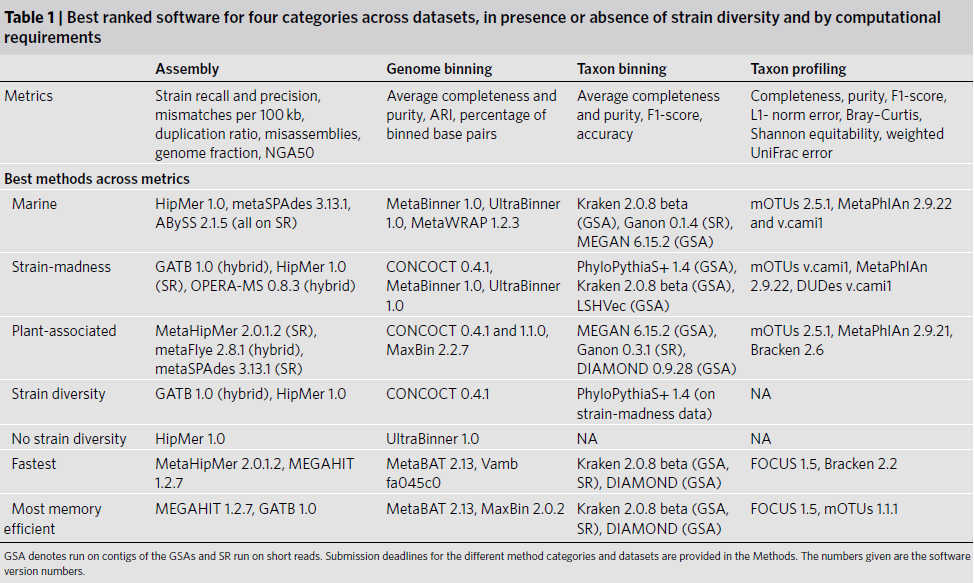 Table 1 | Best ranked software for four categories across datasets, in presence or absence of strain diversity and by computational
requirements
Assembly Genome binning Taxon binning Taxon profiling
Metrics Strain recall and precision, Average completeness and Average completeness Completeness, purity, F1-score,
mismatches per 100 kb, purity, ARI, percentage of and purity, F1-score, L1- norm error, Bray–Curtis,
duplication ratio, misassemblies, binned base pairs accuracy Shannon equitability, weighted
genome fraction, NGA50 UniFrac error
Best methods across metrics
Marine HipMer 1.0, metaSPAdes 3.13.1, MetaBinner 1.0, UltraBinner Kraken 2.0.8 beta mOTUs 2.5.1, MetaPhlAn 2.9.22
ABySS 2.1.5 (all on SR) 1.0, MetaWRAP 1.2.3 (GSA), Ganon 0.1.4 (SR), and v.cami1
MEGAN 6.15.2 (GSA)
Strain-madness GATB 1.0 (hybrid), HipMer 1.0 CONCOCT 0.4.1, PhyloPythiaS+ 1.4 (GSA), mOTUs v.cami1, MetaPhlAn
(SR), OPERA-MS 0.8.3 (hybrid) MetaBinner 1.0, UltraBinner Kraken 2.0.8 beta (GSA), 2.9.22, DUDes v.cami1
1.0 LSHVec (GSA)
Plant-associated MetaHipMer 2.0.1.2 (SR), CONCOCT 0.4.1 and 1.1.0, MEGAN 6.15.2 (GSA), mOTUs 2.5.1, MetaPhlAn 2.9.21,
metaFlye 2.8.1 (hybrid), MaxBin 2.2.7 Ganon 0.3.1 (SR), Bracken 2.6
metaSPAdes 3.13.1 (SR) DIAMOND 0.9.28 (GSA)
Strain diversity GATB 1.0 (hybrid), HipMer 1.0 CONCOCT 0.4.1 PhyloPythiaS+ 1.4 (on NA
strain-madness data)
No strain diversity HipMer 1.0 UltraBinner 1.0 NA NA
Fastest MetaHipMer 2.0.1.2, MEGAHIT MetaBAT 2.13, Vamb Kraken 2.0.8 beta (GSA, FOCUS 1.5, Bracken 2.2
1.2.7 fa045c0 SR), DIAMOND (GSA)
Most memory MEGAHIT 1.2.7, GATB 1.0 MetaBAT 2.13, MaxBin 2.0.2 Kraken 2.0.8 beta (GSA, FOCUS 1.5, mOTUs 1.1.1
efficient SR), DIAMOND (GSA)
GSA denotes run on contigs of the GSAs and SR run on short reads. Submission deadlines for the different method categories and datasets are provided in the Methods. The numbers given are the software
version numbers.